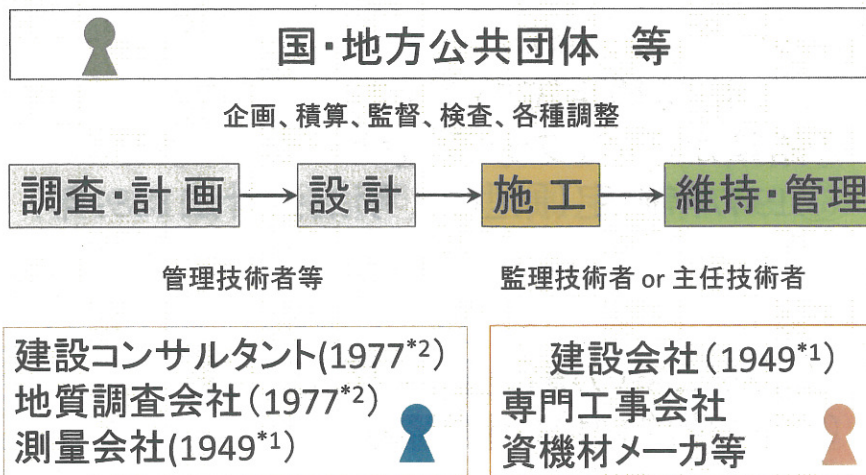 国・地方公共団体 等
企画、積算、監督、検査、各種調整
調査・計画 設計 施工 維持・管理
管理技術者等
監理技術者 or 主任技術者
建設コンサルタント(1977*2)
地質調査会社(1977*2)
測量会社(1949*1)
建設会社(1949*1)
専門工事会社
資機材メーカ等